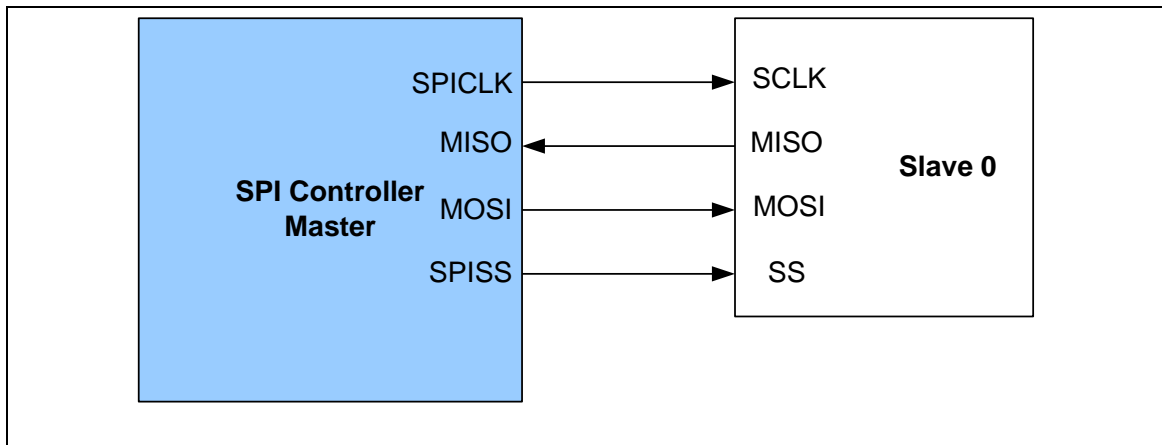 SPICLK
MISO
MOSI
SPISS
SPI Controller
Master
SCLK
MISO
MOSI
SS
Slave 0